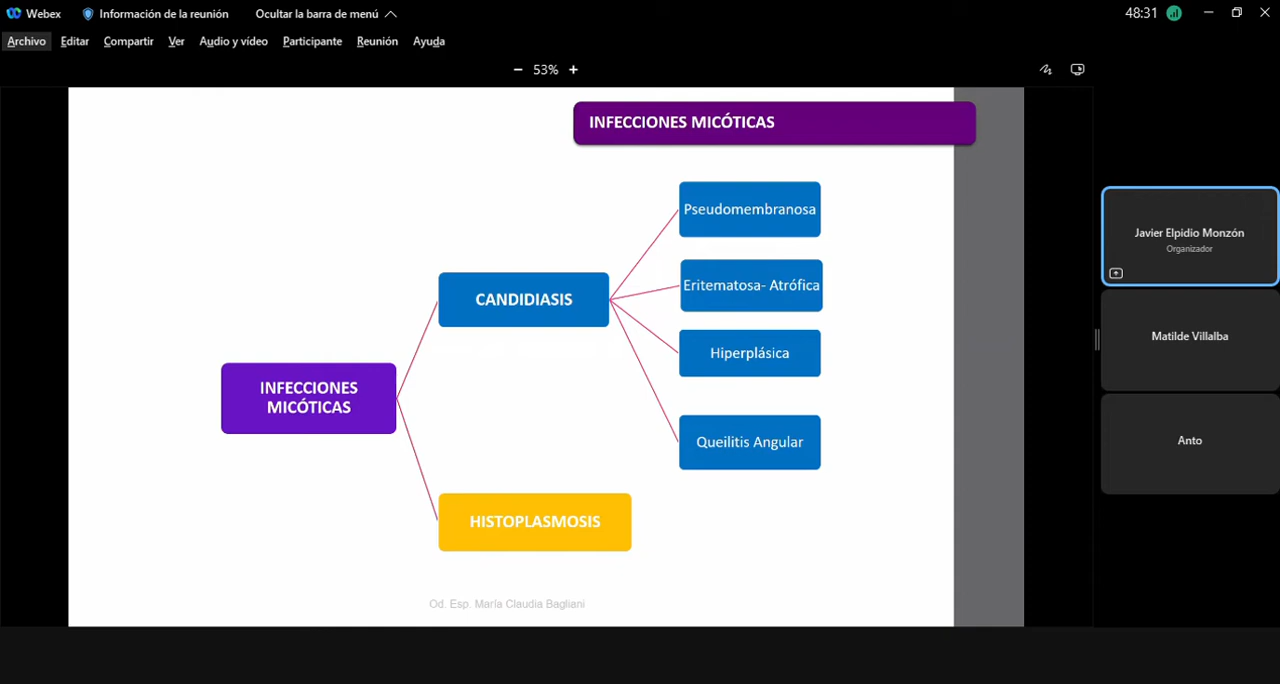 Webex
Información de la reunión
Ocultar la barra de menú
48:31
Archivo
Editar
Compartir
Ver
Audio y vídeo
Participante
Reunión
Ayuda
− 53% +
INFECCIONES MICÓTICAS
Pseudomembranosa
Eritematosa- Atrófica
CANDIDIASIS
Hiperplásica
INFECCIONES
MICÓTICAS
Queilitis Angular
HISTOPLASMOSIS
Od. Esp. María Claudia Bagliani
Javier Elpidio Monzón
Organizador
Matilde Villalba
Anto